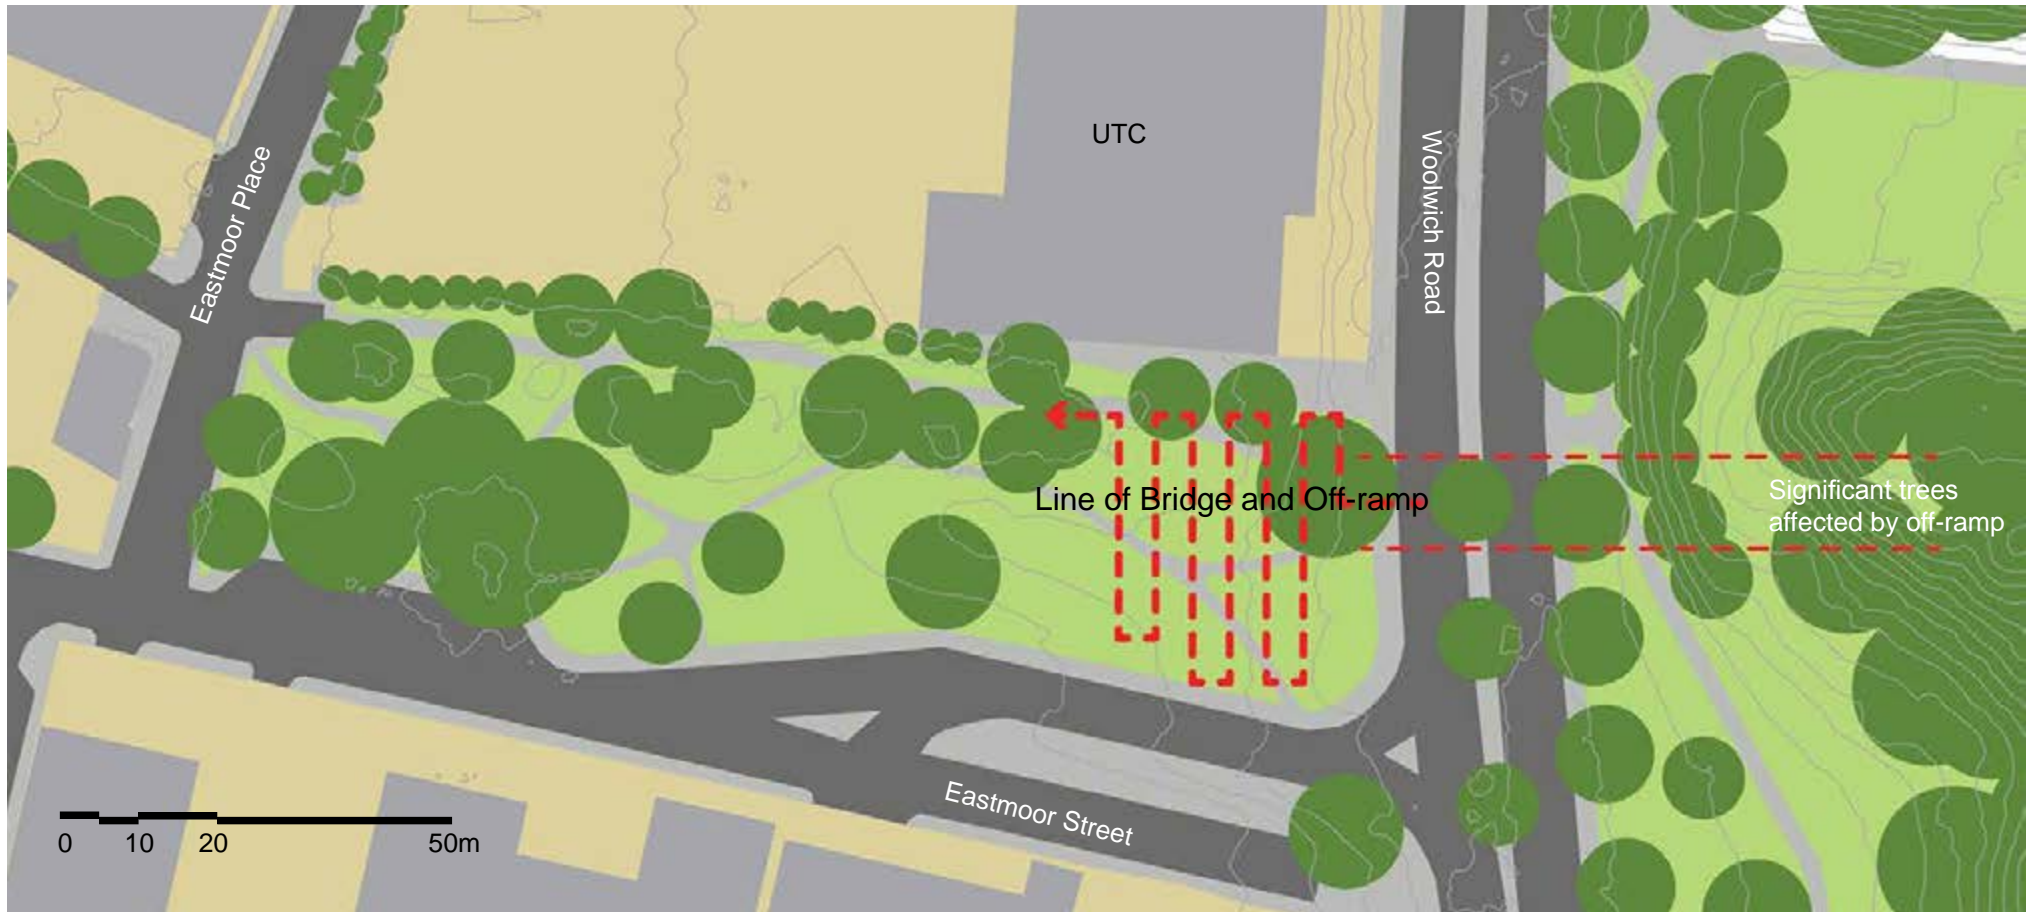 UTC
Eastmoor Place
Woolwich Road
Line of Bridge and Off-ramp
Significant trees
affected by off-ramp
Eastmoor Street
0 10 20 50m